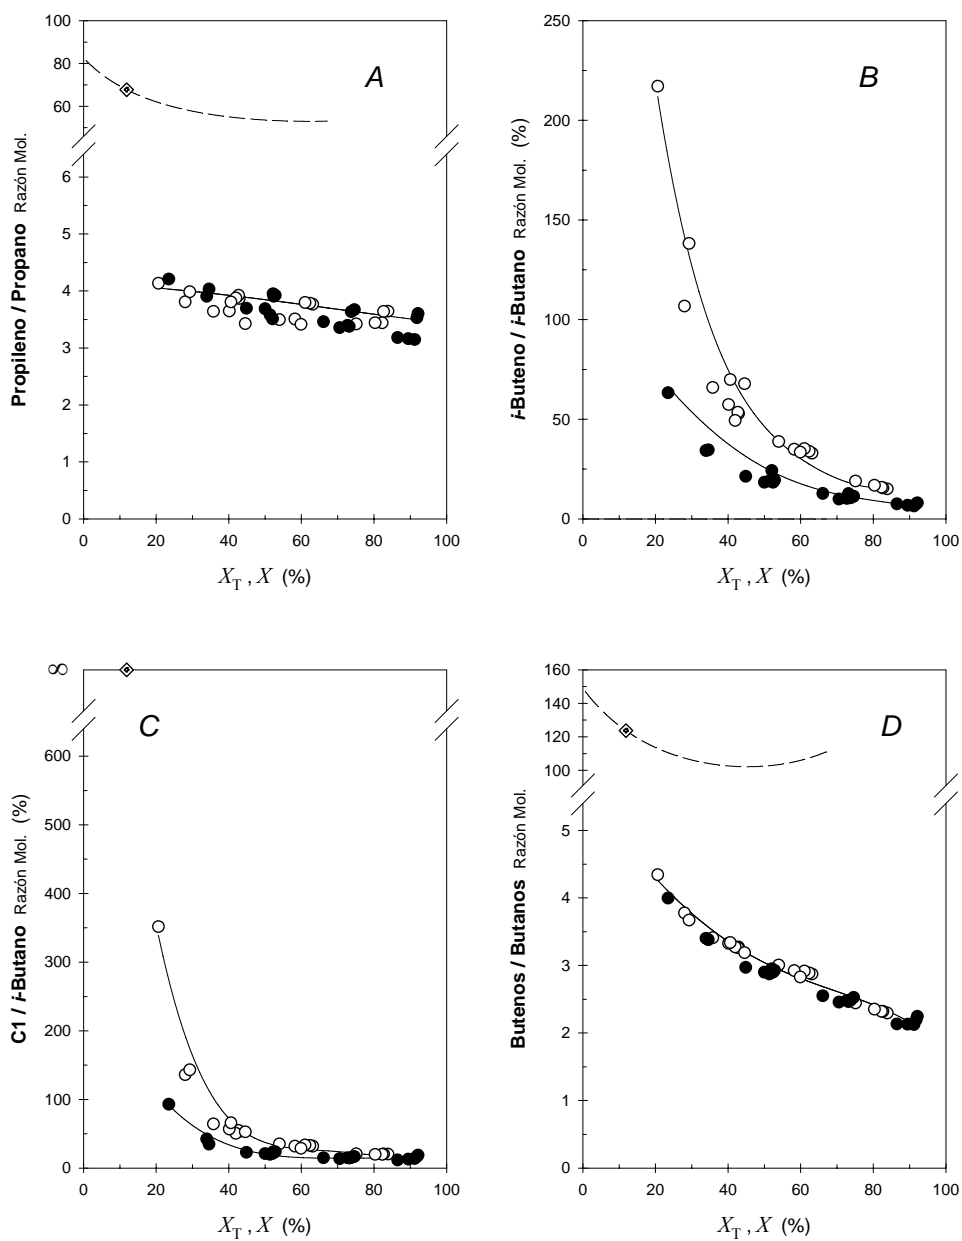 A
Propileno / Propano Razón Mol.
100
80
60
6
5
4
3
2
1
0
0 20 40 60 80 100
X_T , X (%)
B
i-Buteno / i-Butano Razón Mol. (%)
250
200
150
100
50
0
0 20 40 60 80 100
X_T , X (%)
C
C1 / i-Butano Razón Mol. (%)
∞
600
500
400
300
200
100
0
0 20 40 60 80 100
X_T , X (%)
D
Butenos / Butanos Razón Mol.
160
140
120
100
5
4
3
2
1
0
0 20 40 60 80 100
X_T , X (%)